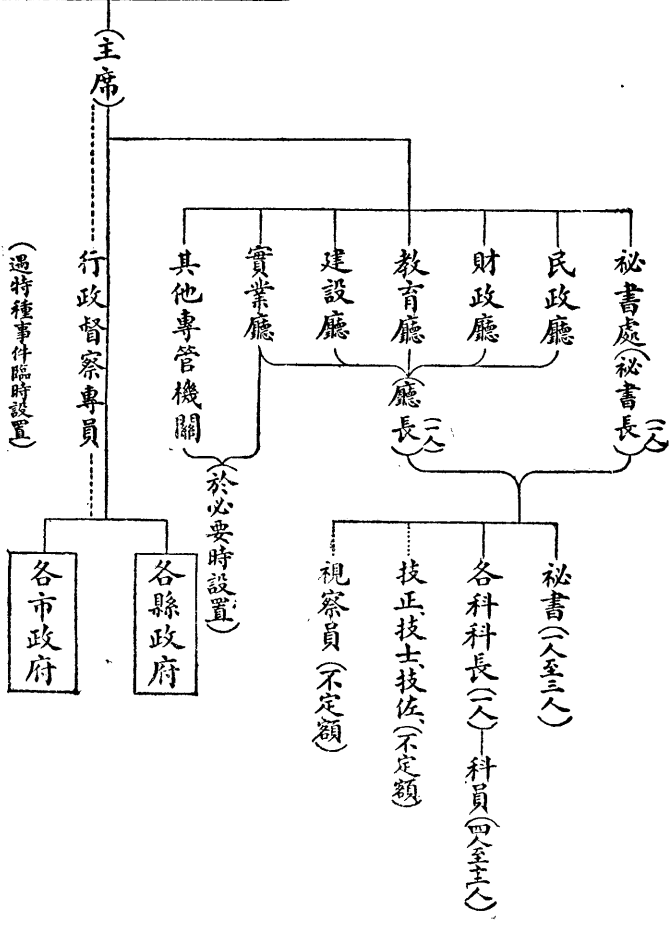 (主席)
秘書處(秘書長)(一人)
民政廳
財政廳
教育廳
建設廳
實業廳
其他專管機關
行政督察專員
(遇特種事件臨時設置)
(廳長)(一人)
(於必要時設置)
秘書(一人至三人)
各科科長(一人)—科員(四人至十二人)
技正、技士、技佐、(不定額)
視察員(不定額)
各縣政府
各市政府